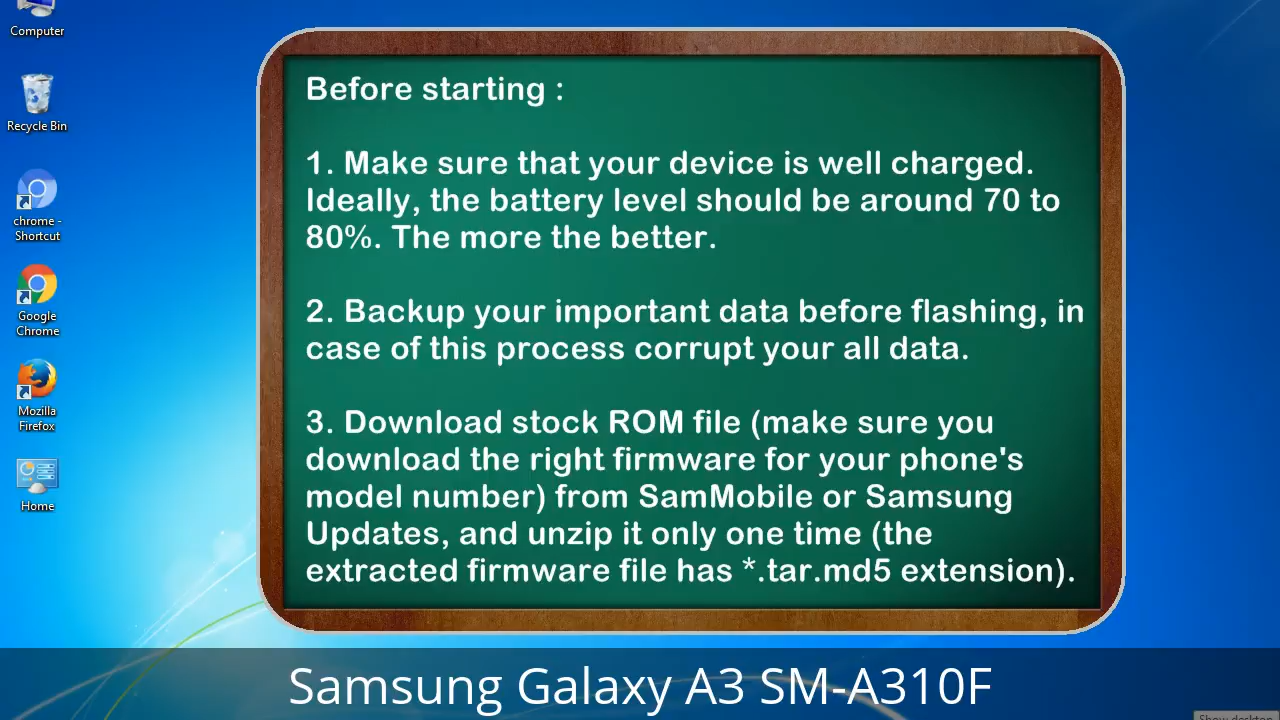 Computer
Recycle Bin
chrome -
Shortcut
Google
Chrome
Mozilla
Firefox
Home
Before starting :
1. Make sure that your device is well charged.
Ideally, the battery level should be around 70 to
80%. The more the better.
2. Backup your important data before flashing, in
case of this process corrupt your all data.
3. Download stock ROM file (make sure you
download the right firmware for your phone's
model number) from SamMobile or Samsung
Updates, and unzip it only one time (the
extracted firmware file has *.tar.md5 extension).
Samsung Galaxy A3 SM-A310F
Show desktop